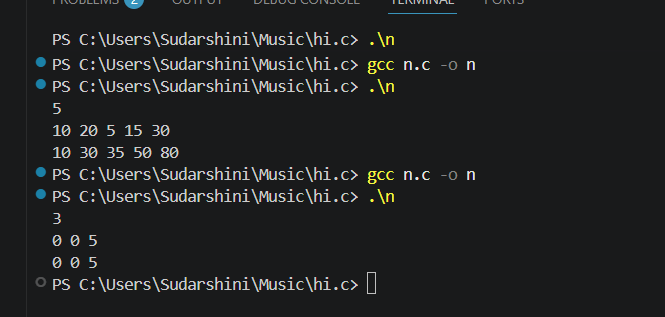 PROBLEMS 2 OUTPUT DEBUG CONSOLE TERMINAL PORTS
PS C:\Users\Sudarshini\Music\hi.c> .\n
PS C:\Users\Sudarshini\Music\hi.c> gcc n.c -o n
PS C:\Users\Sudarshini\Music\hi.c> .\n
5
10 20 5 15 30
10 30 35 50 80
PS C:\Users\Sudarshini\Music\hi.c> gcc n.c -o n
PS C:\Users\Sudarshini\Music\hi.c> .\n
3
0 0 5
0 0 5
PS C:\Users\Sudarshini\Music\hi.c>